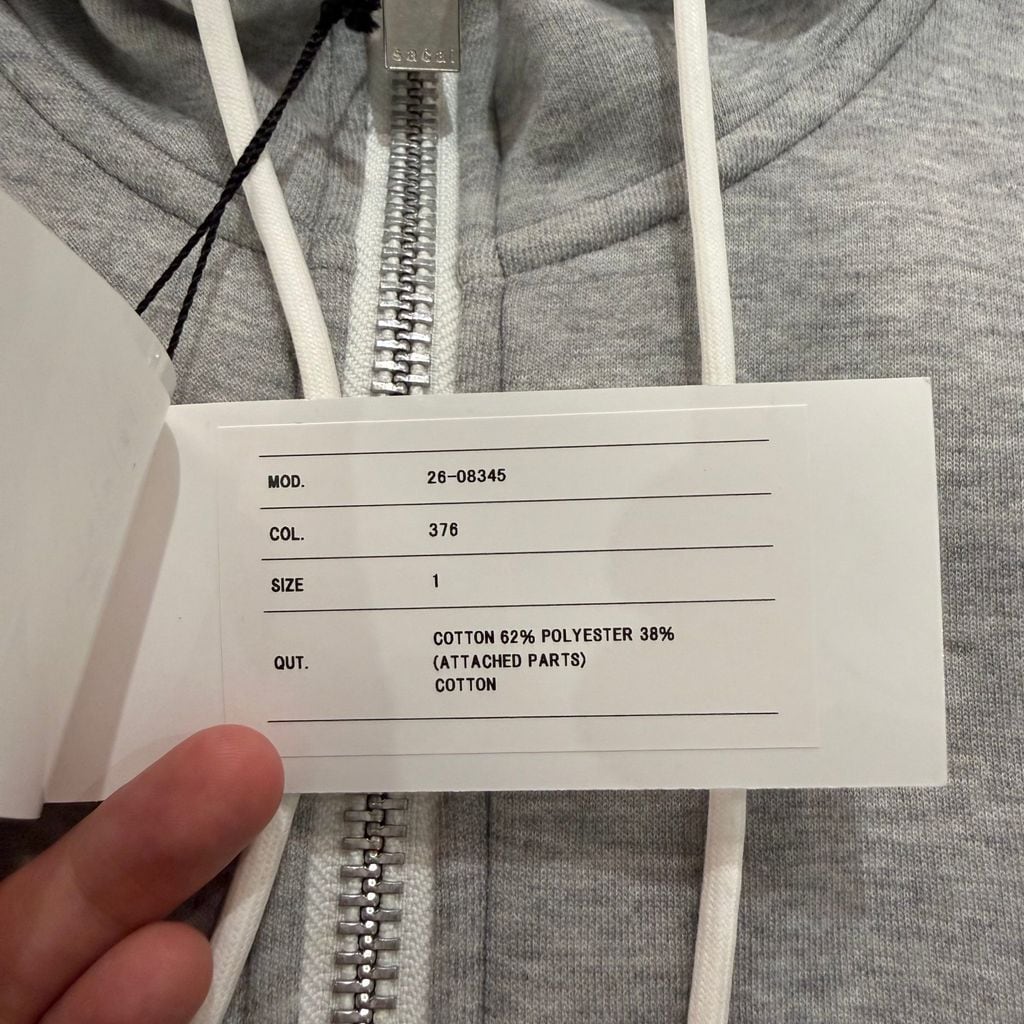 sacai
MOD. 26-08345
COL. 376
SIZE 1
QUT. COTTON 62% POLYESTER 38%
(ATTACHED PARTS)
COTTON